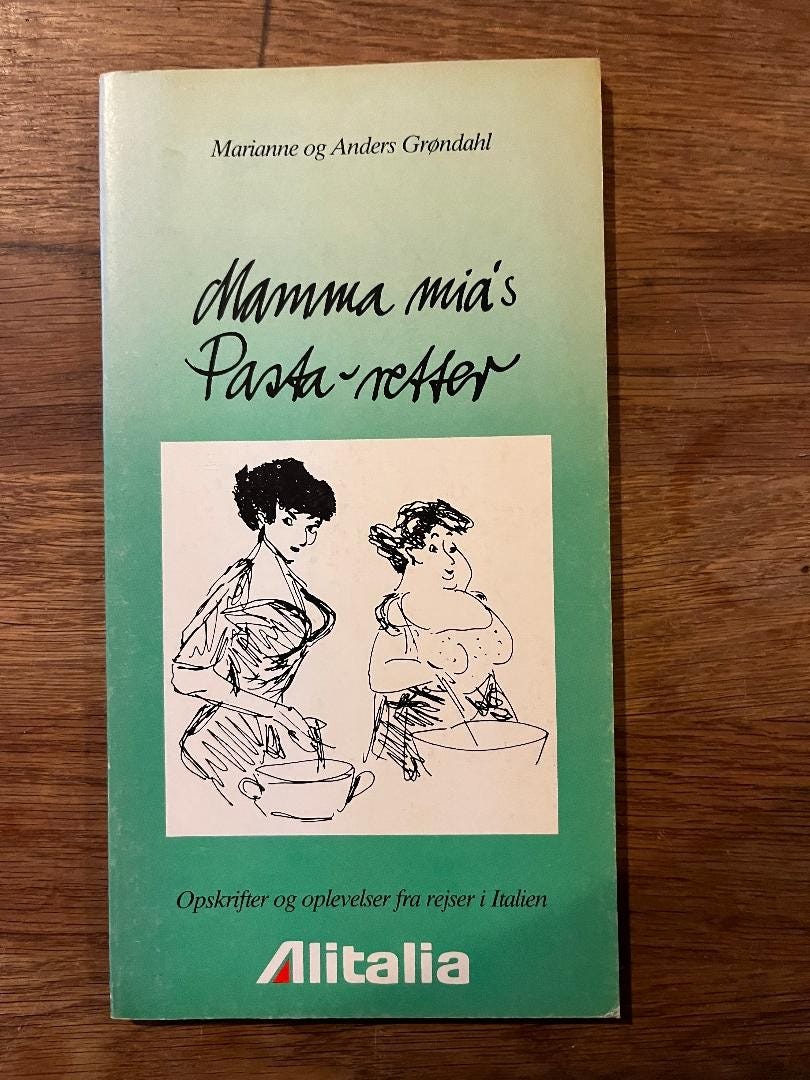 Marianne og Anders Grøndahl
Mamma mia's
Pasta-retter
Opskrifter og oplevelser fra rejser i Italien
Alitalia